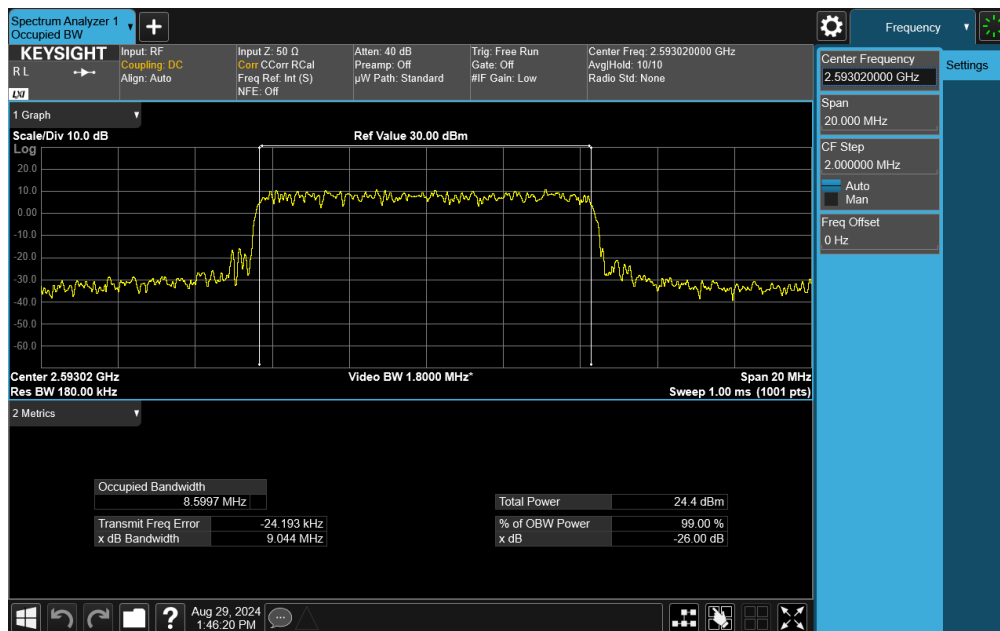 Spectrum Analyzer 1
Occupied BW
Frequency
KEYSIGHT
R L
LXI
Input: RF
Coupling: DC
Align: Auto
Input Z: 50 Ω
Corr CCorr RCal
Freq Ref: Int (S)
NFE: Off
Atten: 40 dB
Preamp: Off
µW Path: Standard
Trig: Free Run
Gate: Off
#IF Gain: Low
Center Freq: 2.593020000 GHz
Avg|Hold: 10/10
Radio Std: None
Center Frequency
2.593020000 GHz
Settings
Span
20.000 MHz
CF Step
2.000000 MHz
Auto
Man
Freq Offset
0 Hz
1 Graph
Scale/Div 10.0 dB
Ref Value 30.00 dBm
Log
20.0
10.0
0.00
-10.0
-20.0
-30.0
-40.0
-50.0
-60.0
Center 2.59302 GHz
Video BW 1.8000 MHz*
Span 20 MHz
Res BW 180.00 kHz
Sweep 1.00 ms (1001 pts)
2 Metrics
Occupied Bandwidth
8.5997 MHz
Total Power 24.4 dBm
Transmit Freq Error -24.193 kHz
% of OBW Power 99.00 %
x dB Bandwidth 9.044 MHz
x dB -26.00 dB
Aug 29, 2024
1:46:20 PM